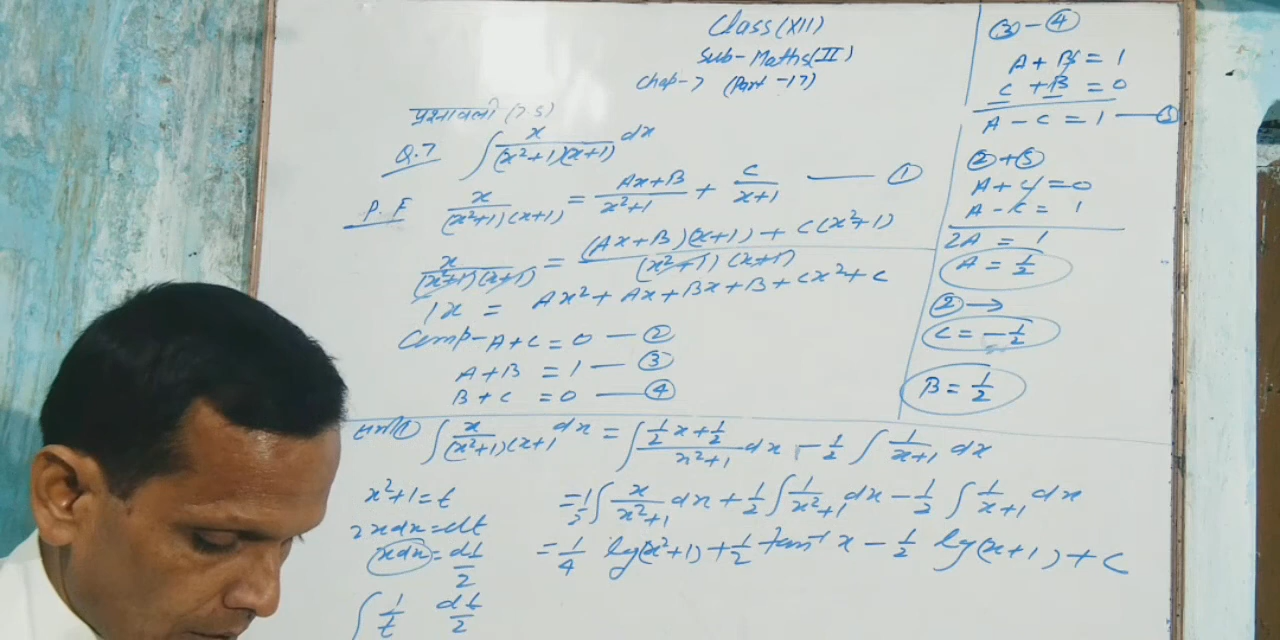 Class (XII)
Sub- Maths (II)
Chap-7 (Part -17)
प्रश्नावली (7.5)
Q.7 ∫ x/((x²+1)(x+1)) dx
P.F x/((x²+1)(x+1)) = (Ax+B)/(x²+1) + C/(x+1) —— ①
x/((x²+1)(x+1)) = ((Ax+B)(x+1) + C(x²+1))/((x²+1)(x+1))
1x = Ax²+Ax+Bx+B+Cx²+C
Comp- A+C = 0 — ②
A+B = 1 — ③
B+C = 0 — ④
③ - ④
A + B = 1
C + B = 0
A - C = 1 — ⑤
② + ⑤
A + C = 0
A - C = 1
2A = 1
A = 1/2
② →
C = -1/2
B = 1/2
① ∫ x/((x²+1)(x+1) dx = ∫ (1/2 x + 1/2)/(x²+1) dx - 1/2 ∫ 1/(x+1) dx
x²+1=t
2xdx=dt
xdx = dt/2
∫ 1/t dt/2
= 1/2 ∫ x/(x²+1) dx + 1/2 ∫ 1/(x²+1) dx - 1/2 ∫ 1/(x+1) dx
= 1/4 log(x²+1) + 1/2 tan⁻¹ x - 1/2 log(x+1) + C